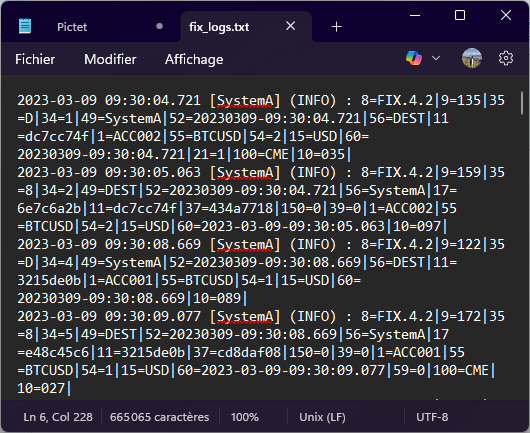 Pictet
fix_logs.txt
Fichier Modifier Affichage
2023-03-09 09:30:04.721 [SystemA] (INFO) : 8=FIX.4.2|9=135|35
=D|34=1|49=SystemA|52=20230309-09:30:04.721|56=DEST|11
=dc7cc74f|1=ACC002|55=BTCUSD|54=2|15=USD|60=
20230309-09:30:04.721|21=1|100=CME|10=035|
2023-03-09 09:30:05.063 [SystemA] (INFO) : 8=FIX.4.2|9=159|35
=8|34=2|49=DEST|52=20230309-09:30:04.721|56=SystemA|17=
6e7c6a2b|11=dc7cc74f|37=434a7718|150=0|39=0|1=ACC002|55
=BTCUSD|54=2|15=USD|60=2023-03-09-09:30:05.063|10=097|
2023-03-09 09:30:08.669 [SystemA] (INFO) : 8=FIX.4.2|9=122|35
=D|34=4|49=SystemA|52=20230309-09:30:08.669|56=DEST|11=
3215de0b|1=ACC001|55=BTCUSD|54=1|15=USD|60=
20230309-09:30:08.669|10=089|
2023-03-09 09:30:09.077 [SystemA] (INFO) : 8=FIX.4.2|9=172|35
=8|34=5|49=DEST|52=20230309-09:30:08.669|56=SystemA|17
=e48c45c6|11=3215de0b|37=cd8daf08|150=0|39=0|1=ACC001|55
=BTCUSD|54=1|15=USD|60=2023-03-09-09:30:09.077|59=0|100=CME|
10=027|
Ln 6, Col 228 665 065 caractères 100% Unix (LF) UTF-8